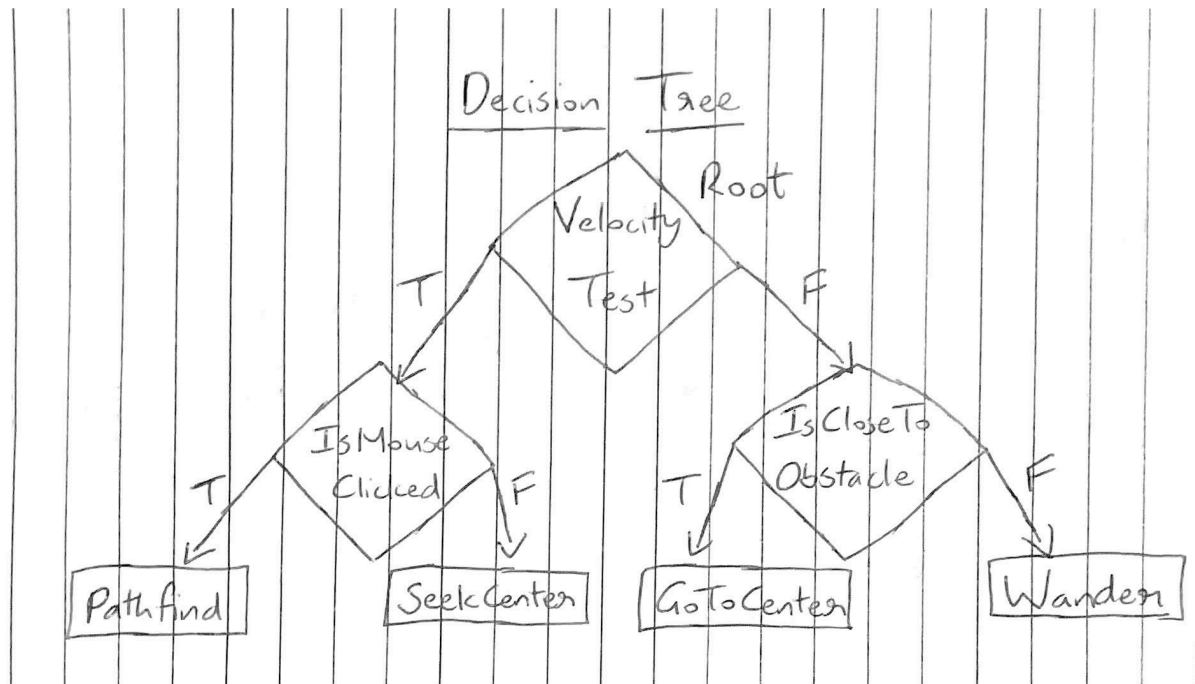 Decision Tree
Root
Velocity
Test
T
F
IsMouse
Clicked
IsCloseTo
Obstacle
T
F
T
F
Pathfind
SeekCenter
GoToCenter
Wander